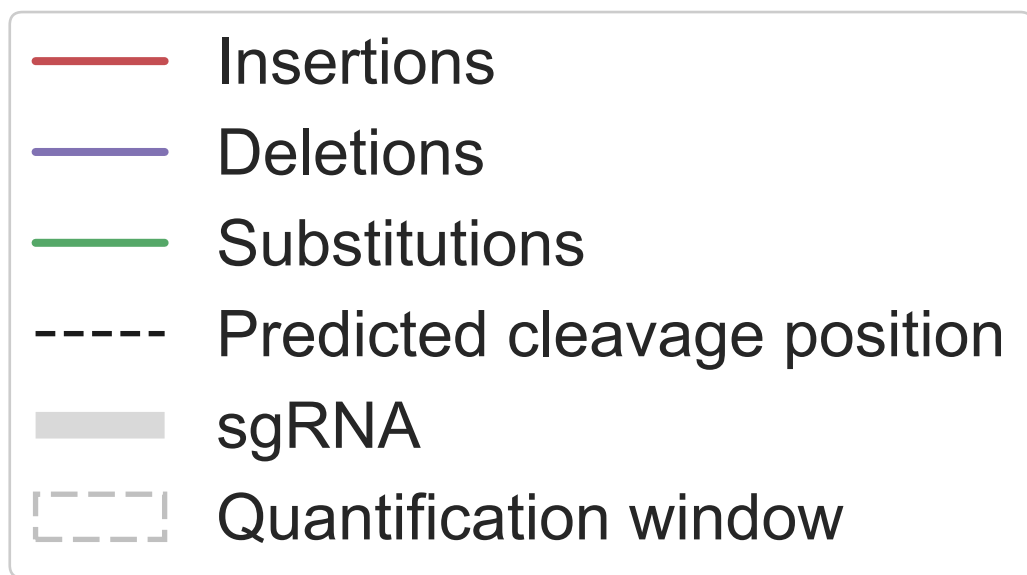 Insertions
Deletions
Substitutions
Predicted cleavage position
sgRNA
Quantification window